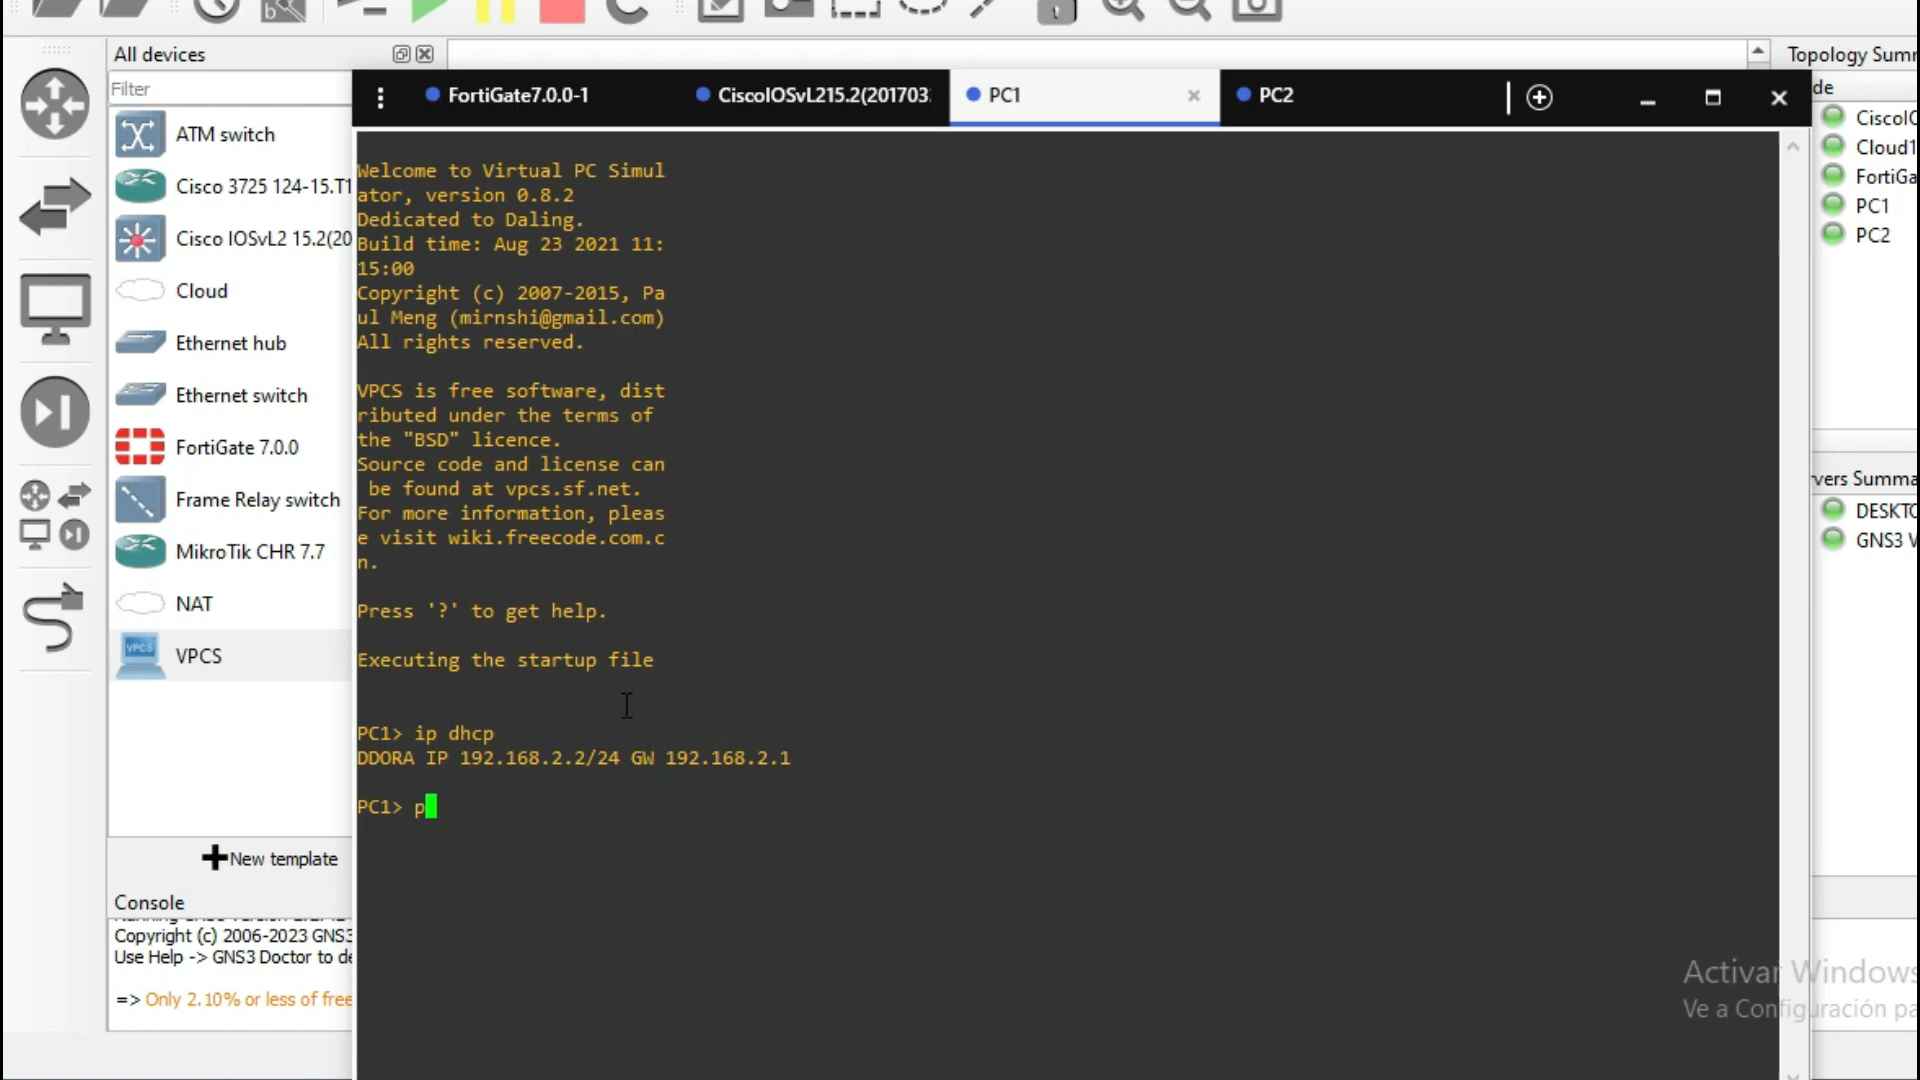 All devices
Topology Summ
Filter
FortiGate7.0.0-1
CiscoIOSvL215.2(201703
PC1
PC2
de
ATM switch
Cisco 3725 124-15.T1
Cisco IOSvL2 15.2(20
Cloud
Ethernet hub
Ethernet switch
FortiGate 7.0.0
Frame Relay switch
MikroTik CHR 7.7
NAT
VPCS
VPCS
New template
Console
Copyright (c) 2006-2023 GNS3
Use Help -> GNS3 Doctor to de
=> Only 2.10% or less of free
Welcome to Virtual PC Simul
ator, version 0.8.2
Dedicated to Daling.
Build time: Aug 23 2021 11:
15:00
Copyright (c) 2007-2015, Pa
ul Meng (mirnshi@gmail.com)
All rights reserved.
VPCS is free software, dist
ributed under the terms of
the "BSD" licence.
Source code and license can
be found at vpcs.sf.net.
For more information, pleas
e visit wiki.freecode.com.c
n.
Press '?' to get help.
Executing the startup file
PC1> ip dhcp
DDORA IP 192.168.2.2/24 GW 192.168.2.1
PC1> p
CiscoIO
Cloud1
FortiGa
PC1
PC2
rvers Summa
DESKTO
GNS3 V
Activar Windows
Ve a Configuración pa